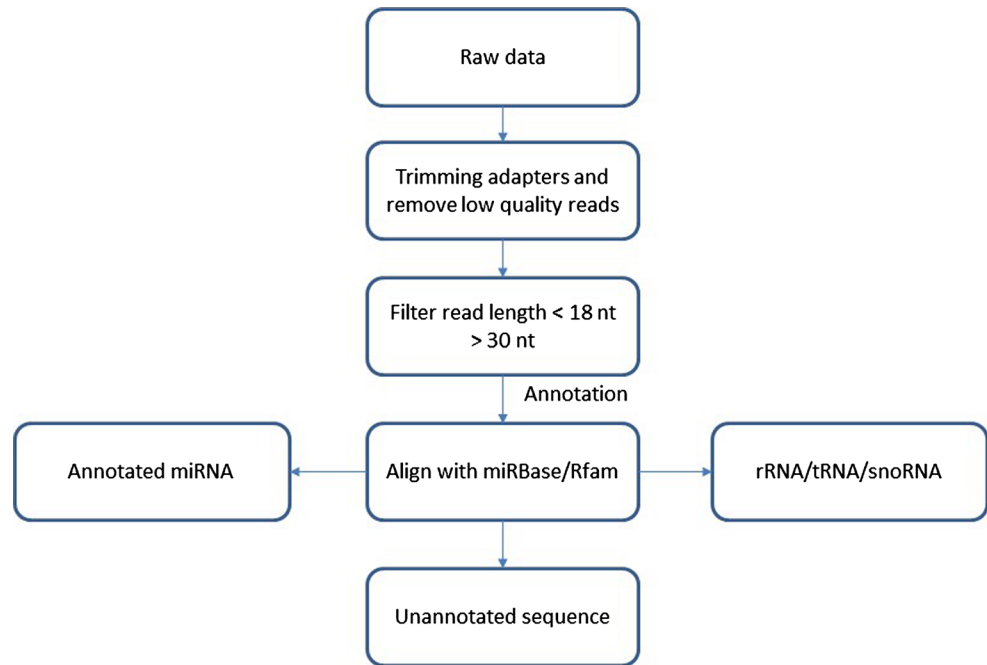 Raw data
Trimming adapters and
remove low quality reads
Filter read length < 18 nt
> 30 nt
Annotation
Annotated miRNA
Align with miRBase/Rfam
rRNA/tRNA/snoRNA
Unannotated sequence